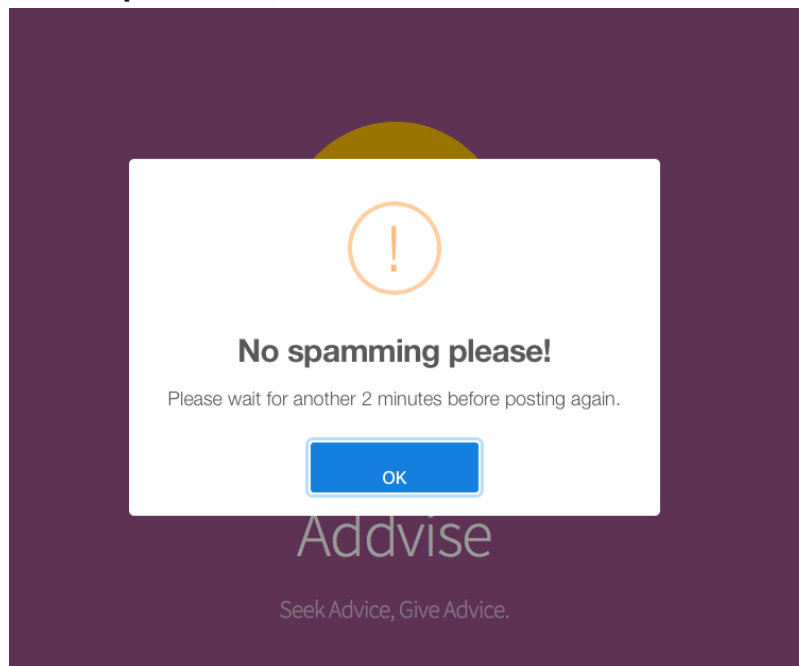 !
No spamming please!
Please wait for another 2 minutes before posting again.
OK
Addvise
Seek Advice, Give Advice.